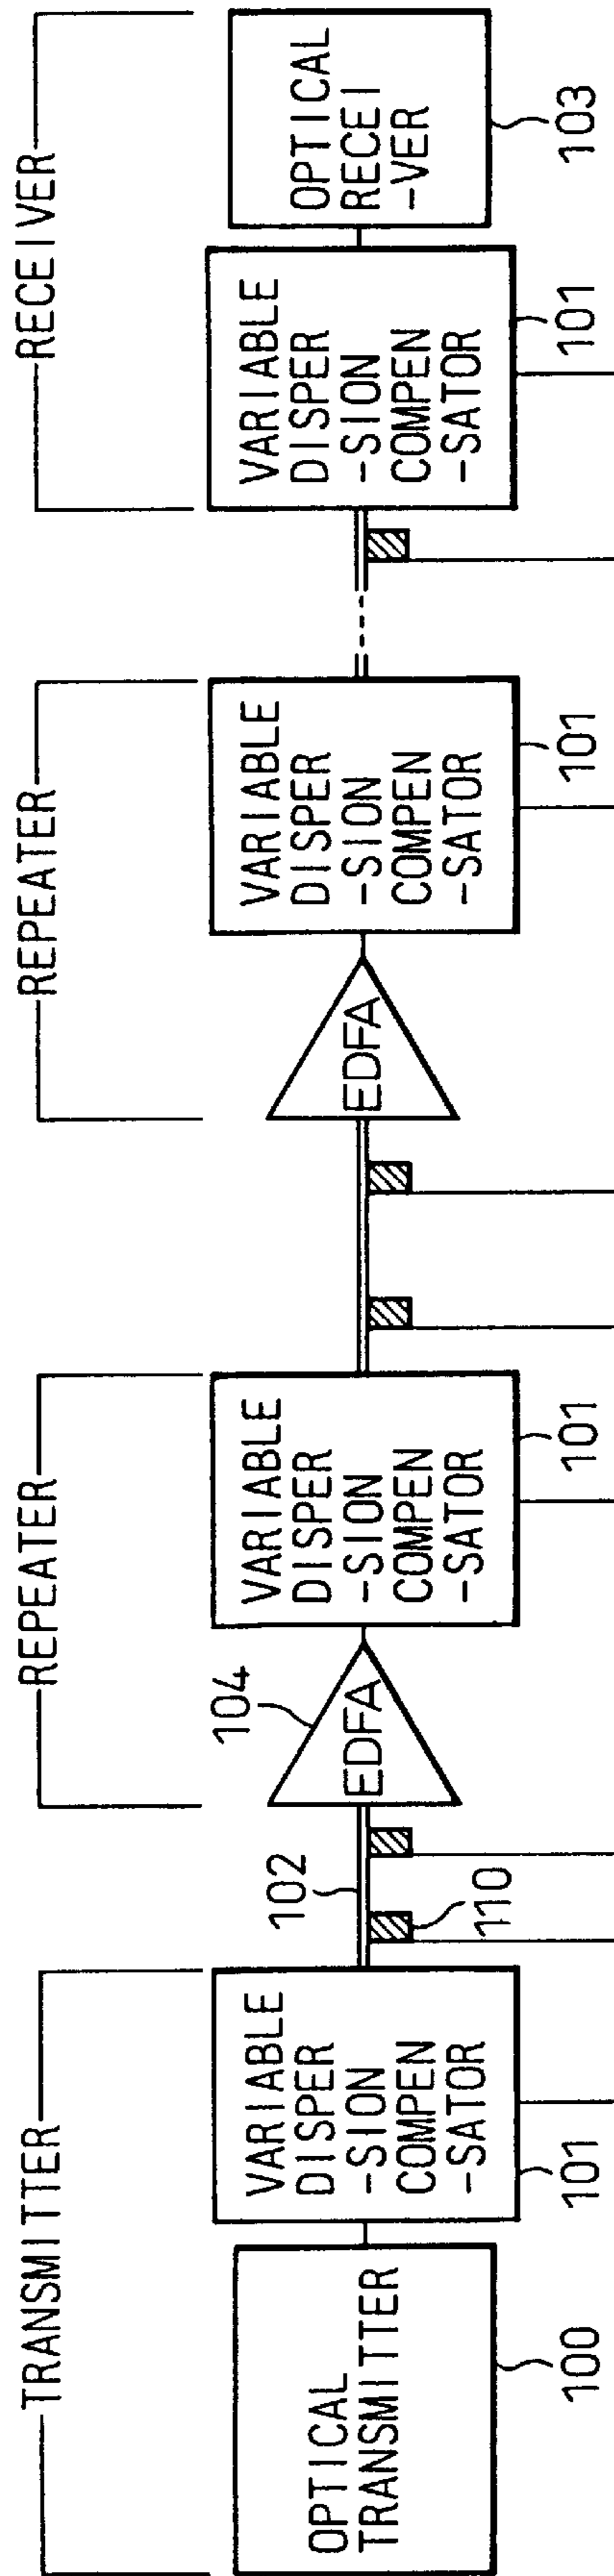 TRANSMITTER
REPEATER
REPEATER
RECEIVER
OPTICAL
TRANSMITTER
100
VARIABLE
DISPER
-SION
COMPEN
-SATOR
101
102
110
104
EDFA
VARIABLE
DISPER
-SION
COMPEN
-SATOR
101
EDFA
VARIABLE
DISPER
-SION
COMPEN
-SATOR
101
VARIABLE
DISPER
-SION
COMPEN
-SATOR
101
OPTICAL
RECEI
-VER
103